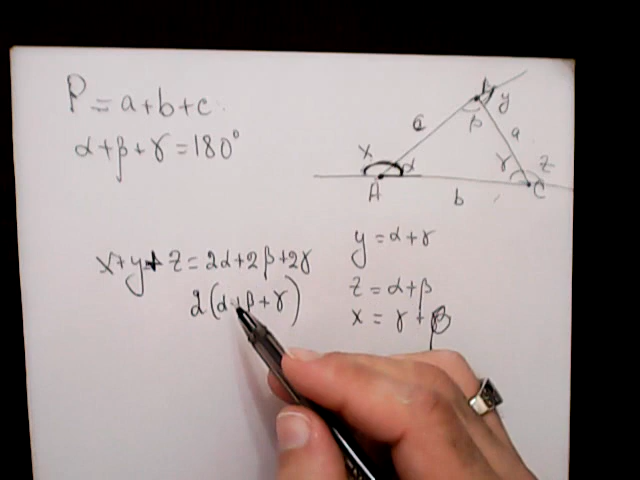 P = a+b+c.
α+β+γ=180°
x+y+z=2α+2β+2γ
2(α+β+γ)
y = α+γ
z = α+β
x = γ+β
y
c
β
a
x
α
γ
z
A
b
C